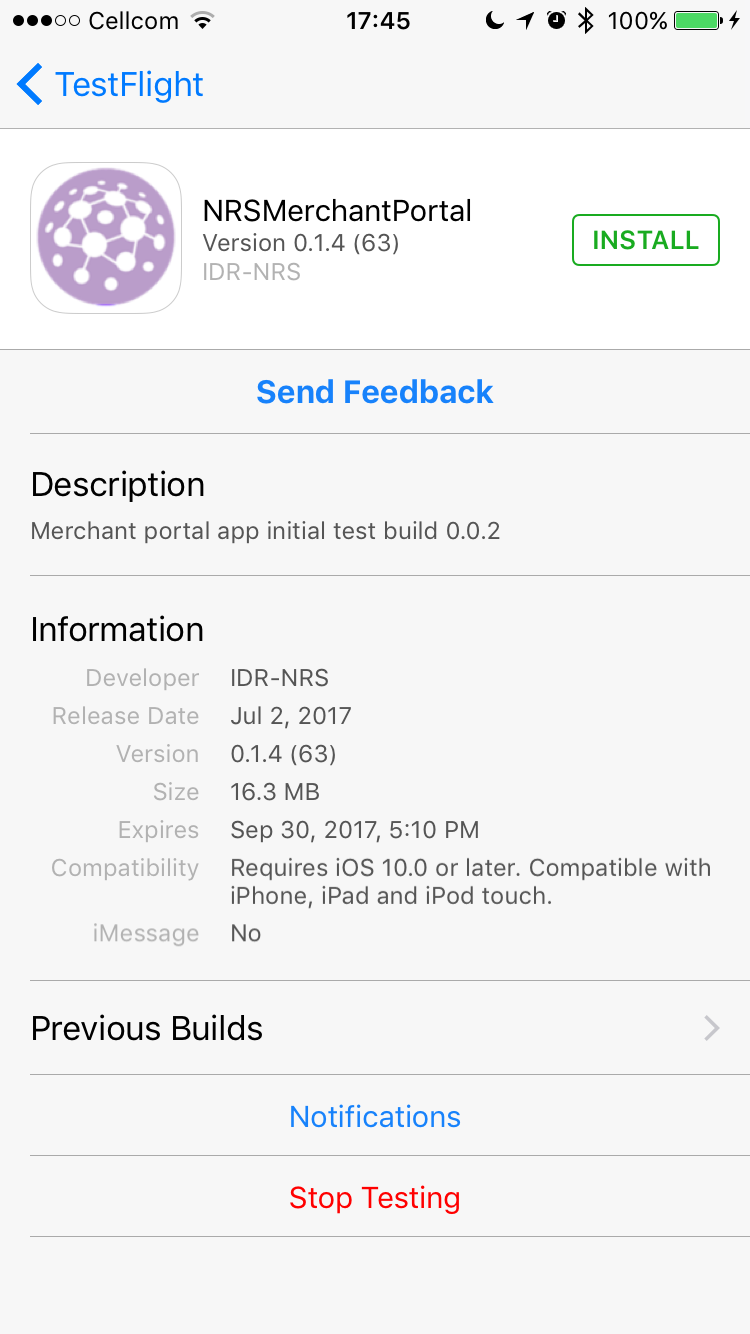 Cellcom 17:45 100%
TestFlight
NRSMerchantPortal
Version 0.1.4 (63)
IDR-NRS
INSTALL
Send Feedback
Description
Merchant portal app initial test build 0.0.2
Information
Developer IDR-NRS
Release Date Jul 2, 2017
Version 0.1.4 (63)
Size 16.3 MB
Expires Sep 30, 2017, 5:10 PM
Compatibility Requires iOS 10.0 or later. Compatible with
iPhone, iPad and iPod touch.
iMessage No
Previous Builds
Notifications
Stop Testing